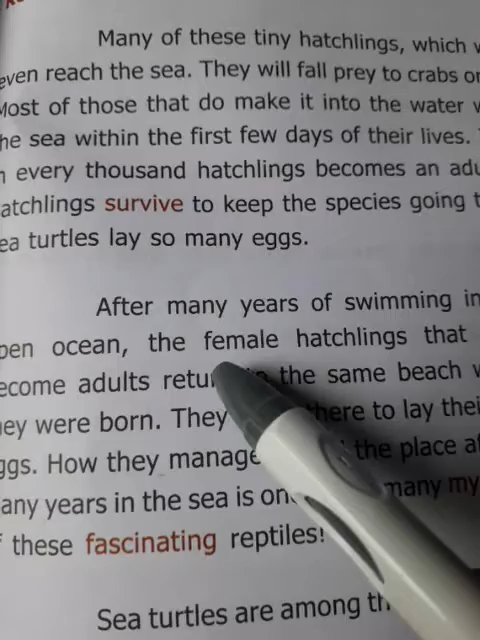 Many of these tiny hatchlings, which
even reach the sea. They will fall prey to crabs or
Most of those that do make it into the water
he sea within the first few days of their lives.
every thousand hatchlings becomes an adu
atchlings survive to keep the species going
ea turtles lay so many eggs.
After many years of swimming in
pen ocean, the female hatchlings that
ecome adults retu the same beach
ey were born. They there to lay thei
ggs. How they manage the place af
any years in the sea is on many my
these fascinating reptiles!
Sea turtles are among th